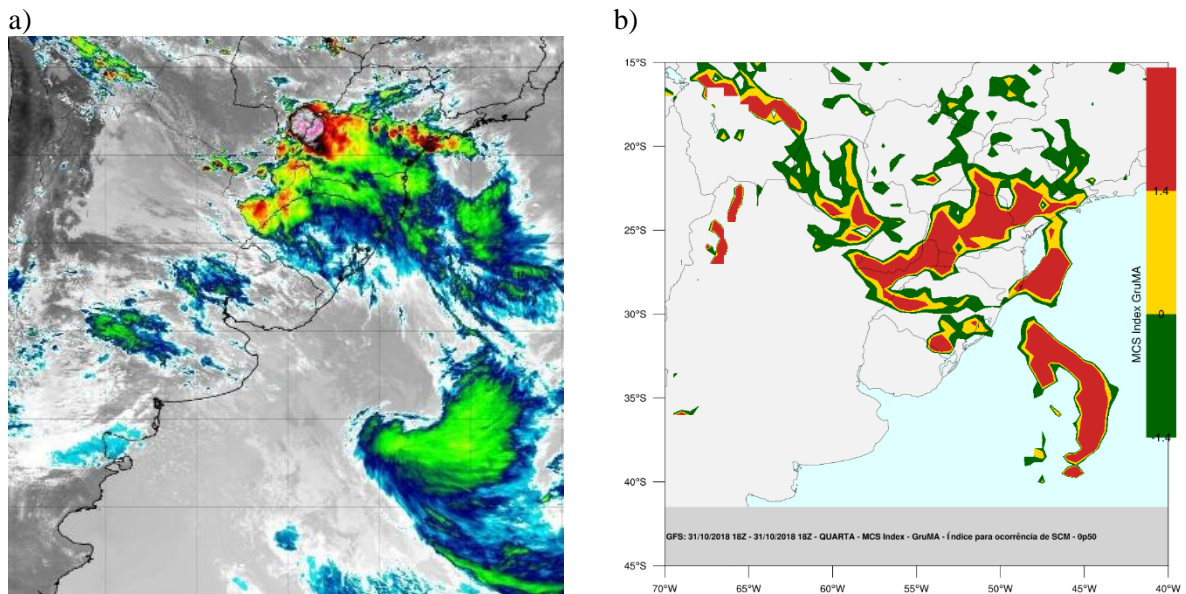 a)
b)
15°S
20°S
25°S
30°S
35°S
40°S
45°S
1.4
0
-1.4
MCS Index GruMA
GFS: 31/10/2018 18Z - 31/10/2018 18Z - QUARTA - MCS Index - GruMA - Índice para ocorrência de SCM - 0p50
70°W
65°W
60°W
55°W
50°W
45°W
40°W